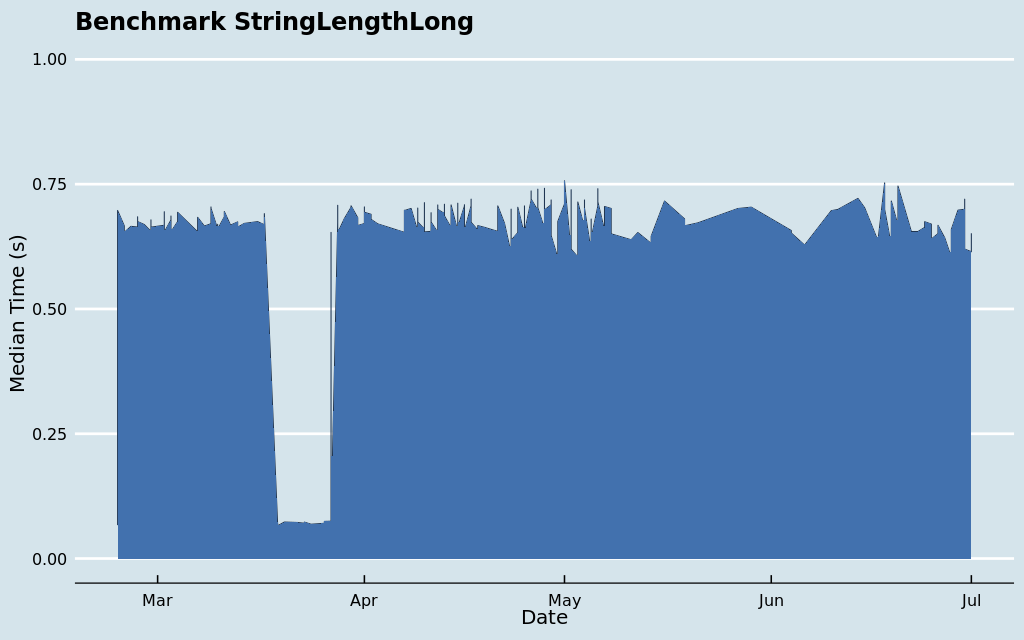 Benchmark StringLengthLong
1.00
0.75
0.50
0.25
0.00
Median Time (s)
Mar Apr May Jun Jul
Date